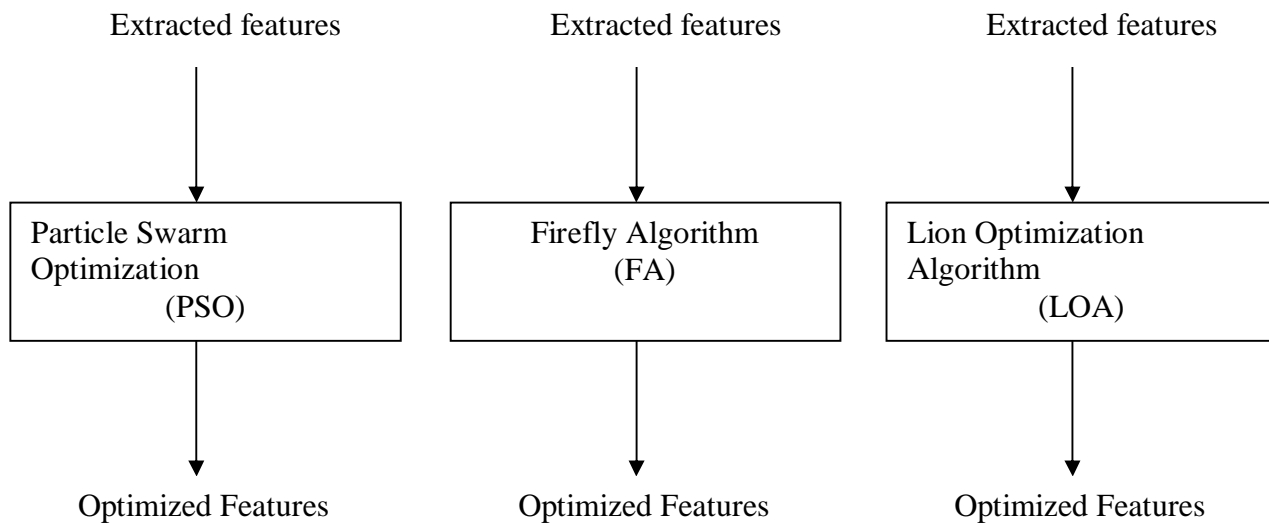 Extracted features
Extracted features
Extracted features
Particle Swarm
Optimization
(PSO)
Firefly Algorithm
(FA)
Lion Optimization
Algorithm
(LOA)
Optimized Features
Optimized Features
Optimized Features